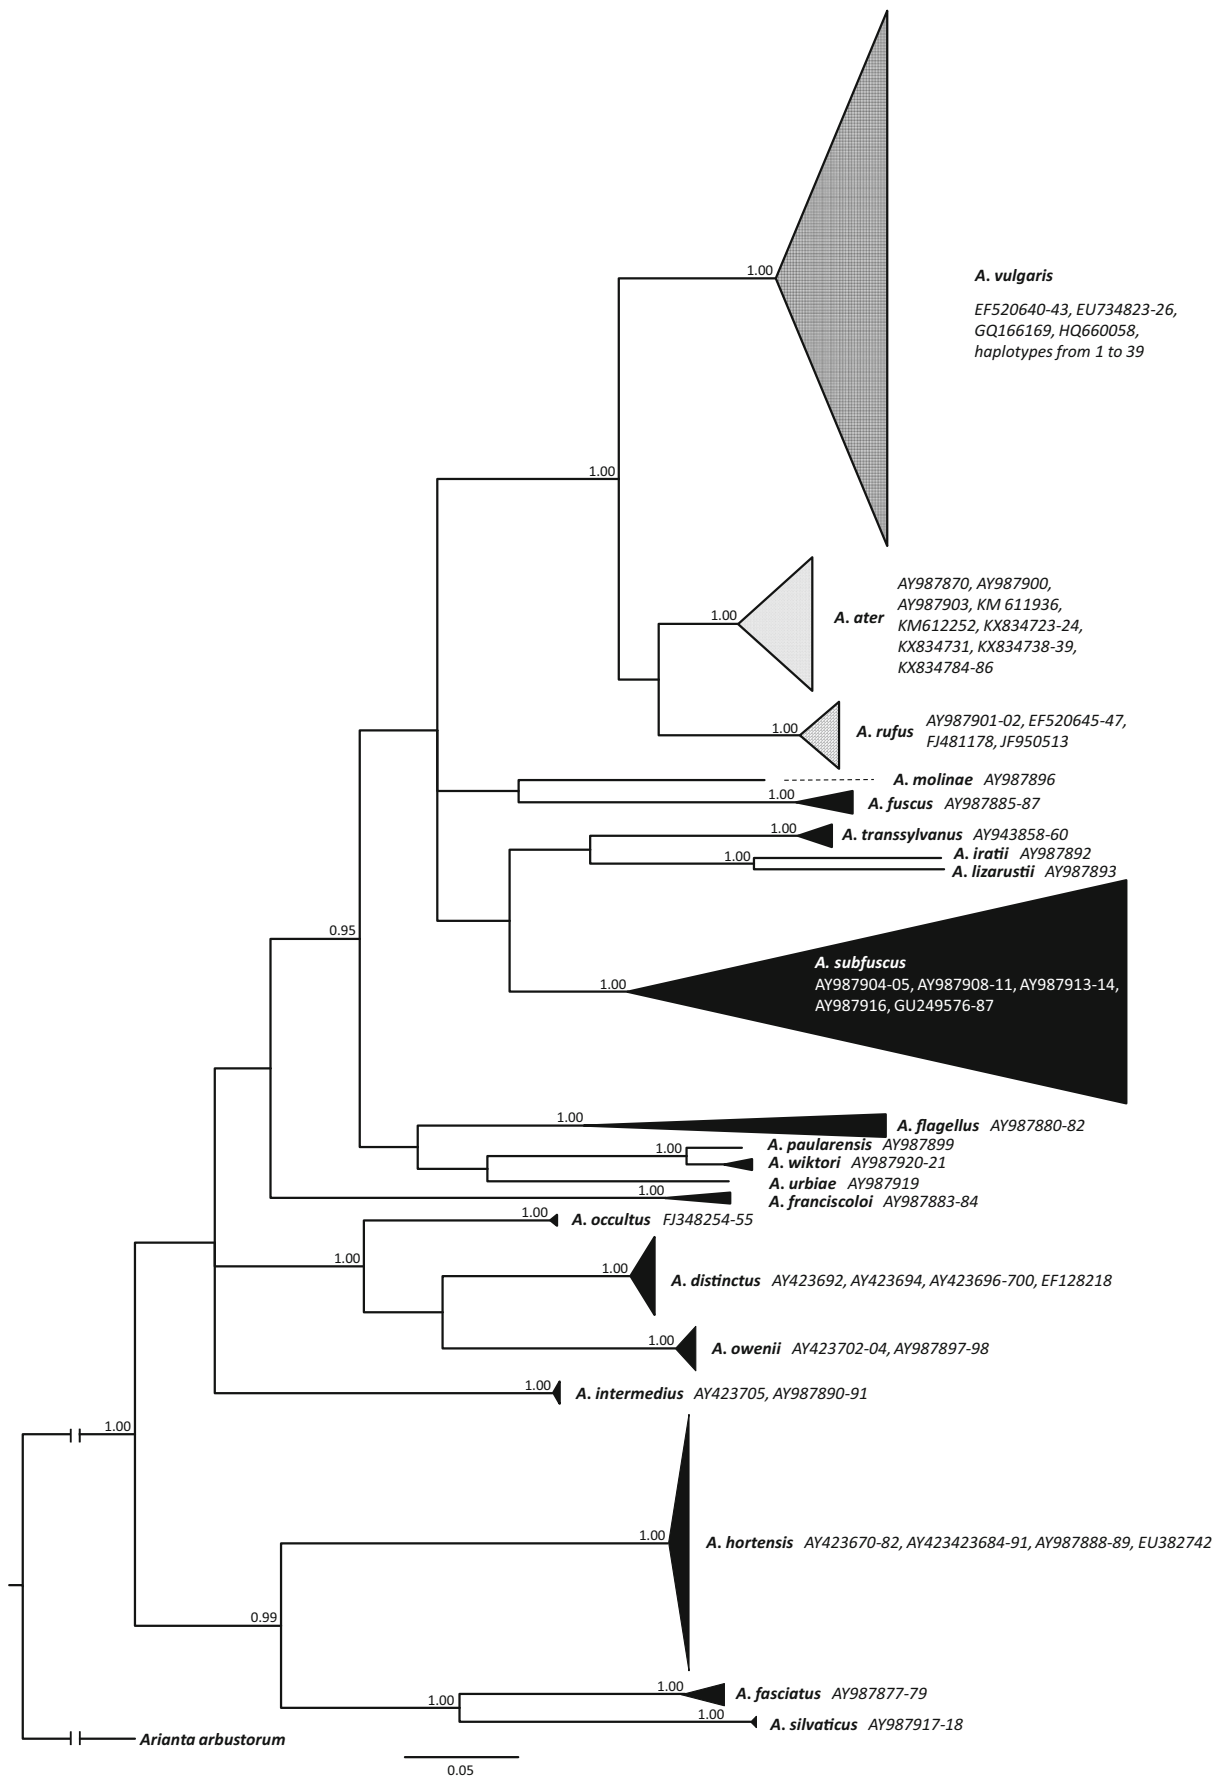 1.00
A. vulgaris
EF520640-43, EU734823-26,
GQ166169, HQ660058,
haplotypes from 1 to 39
1.00
AY987870, AY987900,
AY987903, KM 611936,
KM612252, KX834723-24,
KX834731, KX834738-39,
KX834784-86
1.00
A. ater
1.00
A. rufus
AY987901-02, EF520645-47,
FJ481178, JF950513
A. molinae AY987896
1.00
A. fuscus AY987885-87
1.00
A. transsylvanus AY943858-60
1.00
A. iratii AY987892
A. lizarustii AY987893
0.95
A. subfuscus
AY987904-05, AY987908-11, AY987913-14,
AY987916, GU249576-87
1.00
1.00
A. flagellus AY987880-82
A. paularensis AY987899
1.00
A. wiktori AY987920-21
A. urbiae AY987919
1.00
A. franciscoloi AY987883-84
1.00
A. occultus FJ348254-55
1.00
1.00
A. distinctus AY423692, AY423694, AY423696-700, EF128218
1.00
A. owenii AY423702-04, AY987897-98
1.00
A. intermedius AY423705, AY987890-91
1.00
1.00
A. hortensis AY423670-82, AY423423684-91, AY987888-89, EU382742
0.99
1.00
A. fasciatus AY987877-79
1.00
1.00
A. silvaticus AY987917-18
Arianta arbustorum
0.05